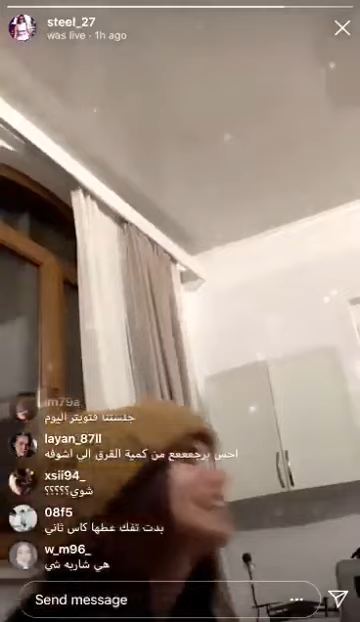 steel_27
was live · 1h ago
im79a_
جلستنا فتويتر اليوم
layan_87ll
احس برجعععع من كمية القرق الي اشوفه
xsii94_
شوي؟؟؟؟؟
08f5
بدت تفك عطها كاس ثاني
w_m96_
هي شاربه شي
Send message